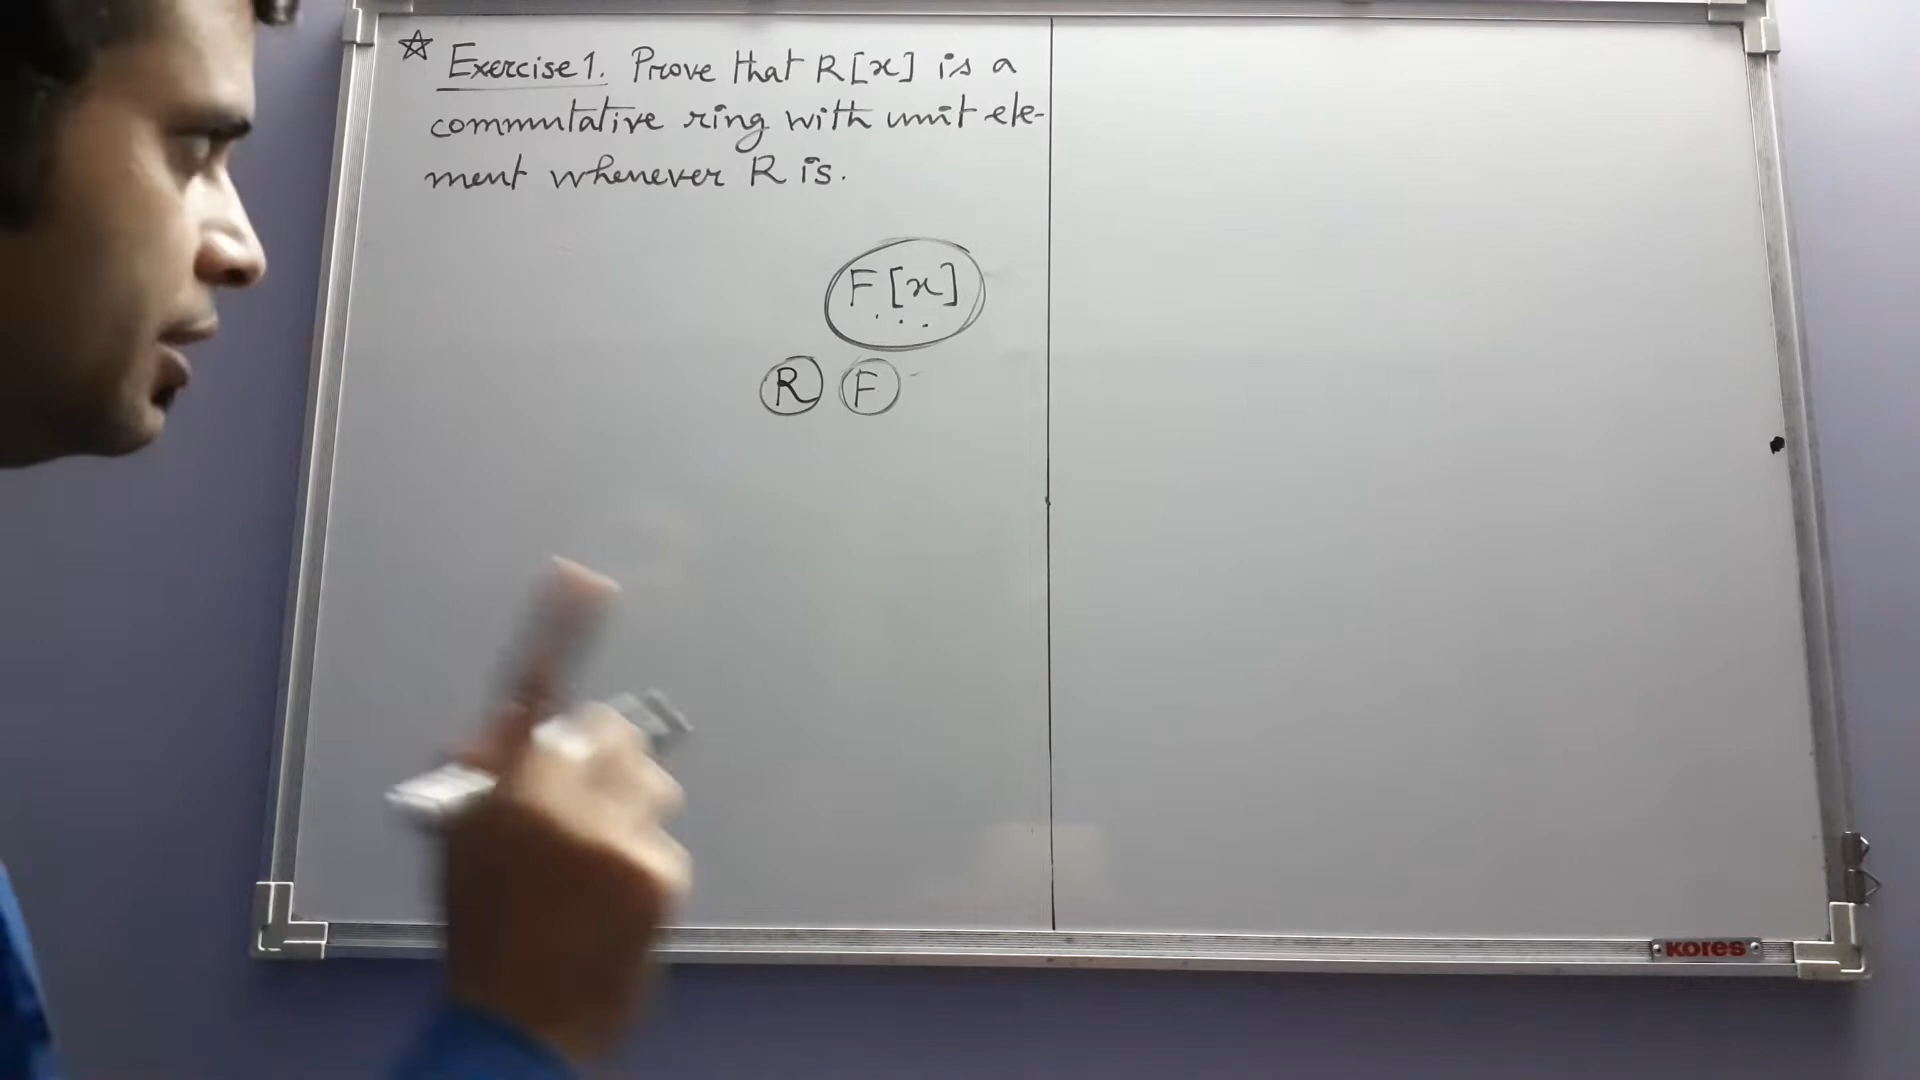 ☆ Exercise 1. Prove that R[x] is a
commutative ring with unit ele-
ment whenever R is.
F[x]
R F
KORES